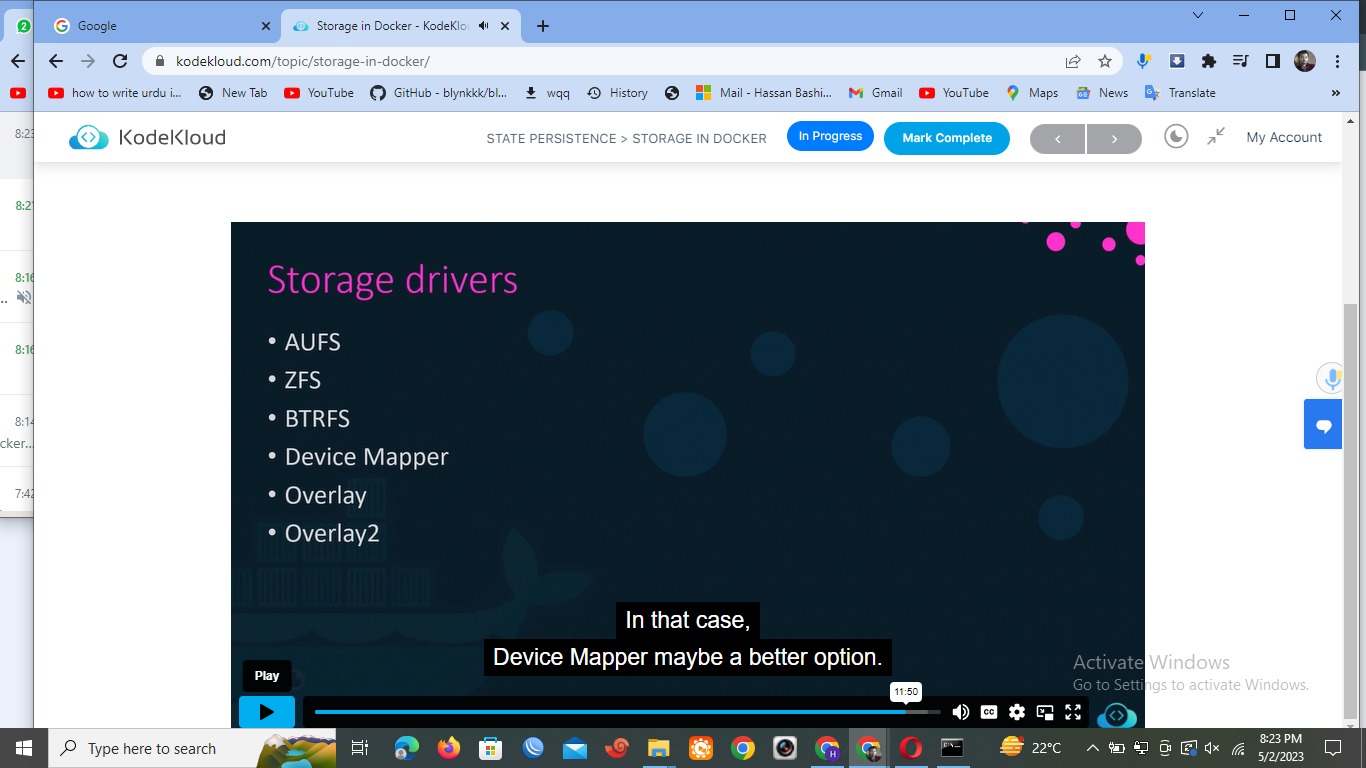 2
Google
Storage in Docker - KodeKlo
kodekloud.com/topic/storage-in-docker/
how to write urdu i...
New Tab
YouTube
GitHub - blynkkk/bl...
wqq
History
Mail - Hassan Bashi...
Gmail
YouTube
Maps
News
Translate
»
8:23
8:21
8:16
...
8:16
8:14
cker...
7:42
KodeKloud
STATE PERSISTENCE > STORAGE IN DOCKER
In Progress
Mark Complete
My Account
Storage drivers
• AUFS
• ZFS
• BTRFS
• Device Mapper
• Overlay
• Overlay2
In that case,
Device Mapper maybe a better option.
Play
11:50
CC
Activate Windows
Go to Settings to activate Windows.
Type here to search
H
22°C
8:23 PM
5/2/2023